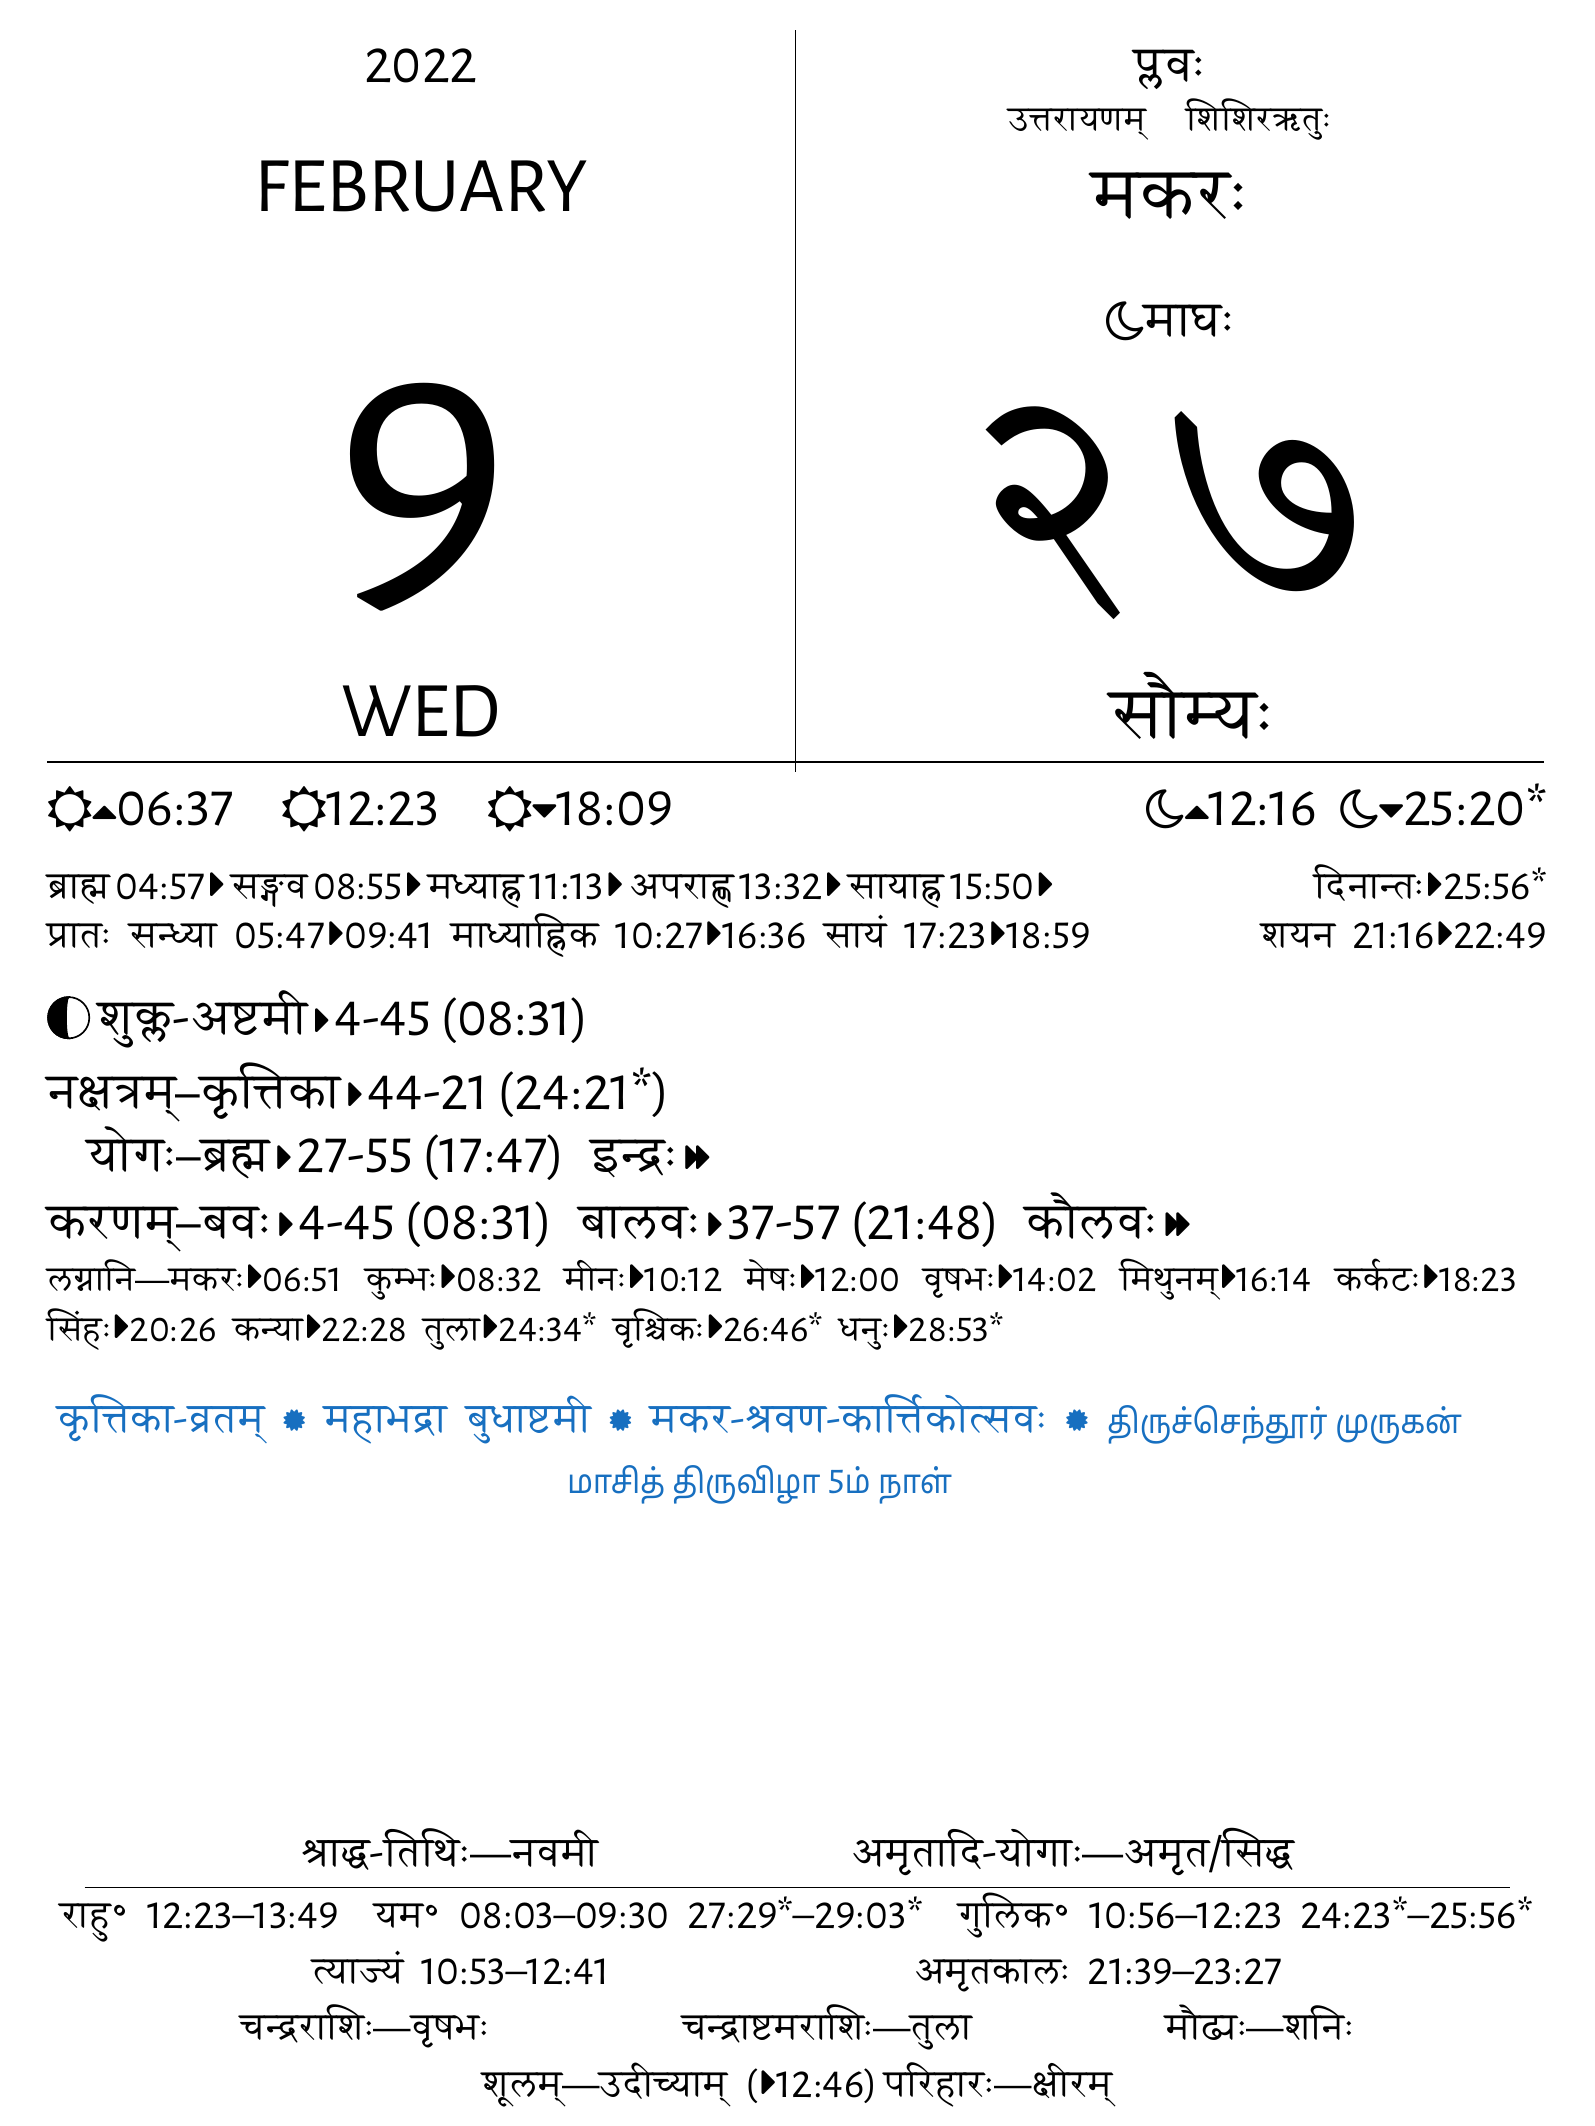 2022
FEBRUARY
9
WED
प्लवः
उत्तरायणम् शिशिरऋतुः
मकरः
माघः
२७
सौम्यः
06:37 12:23 18:09 12:16 25:20*
ब्राह्म 04:57 सङ्गव 08:55 मध्याह्न 11:13 अपराह्ण 13:32 सायाह्न 15:50 दिनान्तः 25:56*
प्रातः सन्ध्या 05:47 09:41 माध्याह्निक 10:27 16:36 सायं 17:23 18:59 शयन 21:16 22:49
शुक्ल-अष्टमी 4-45 (08:31)
नक्षत्रम्–कृत्तिका 44-21 (24:21*)
योगः–ब्रह्म 27-55 (17:47) इन्द्रः
करणम्–बवः 4-45 (08:31) बालवः 37-57 (21:48) कौलवः
लग्नानि—मकरः 06:51 कुम्भः 08:32 मीनः 10:12 मेषः 12:00 वृषभः 14:02 मिथुनम् 16:14 कर्कटः 18:23
सिंहः 20:26 कन्या 22:28 तुला 24:34* वृश्चिकः 26:46* धनुः 28:53*
कृत्तिका-व्रतम् ✹ महाभद्रा बुधाष्टमी ✹ मकर-श्रवण-कार्त्तिकोत्सवः ✹ திருச்செந்தூர் முருகன்
மாசித் திருவிழா 5ம் நாள்
श्राद्ध-तिथिः—नवमी अमृतादि-योगाः—अमृत/सिद्ध
राहु° 12:23–13:49 यम° 08:03–09:30 27:29*–29:03* गुलिक° 10:56–12:23 24:23*–25:56*
त्याज्यं 10:53–12:41 अमृतकालः 21:39–23:27
चन्द्रराशिः—वृषभः चन्द्राष्टमराशिः—तुला मौढ्यः—शनिः
शूलम्—उदीच्याम् (12:46) परिहारः—क्षीरम्